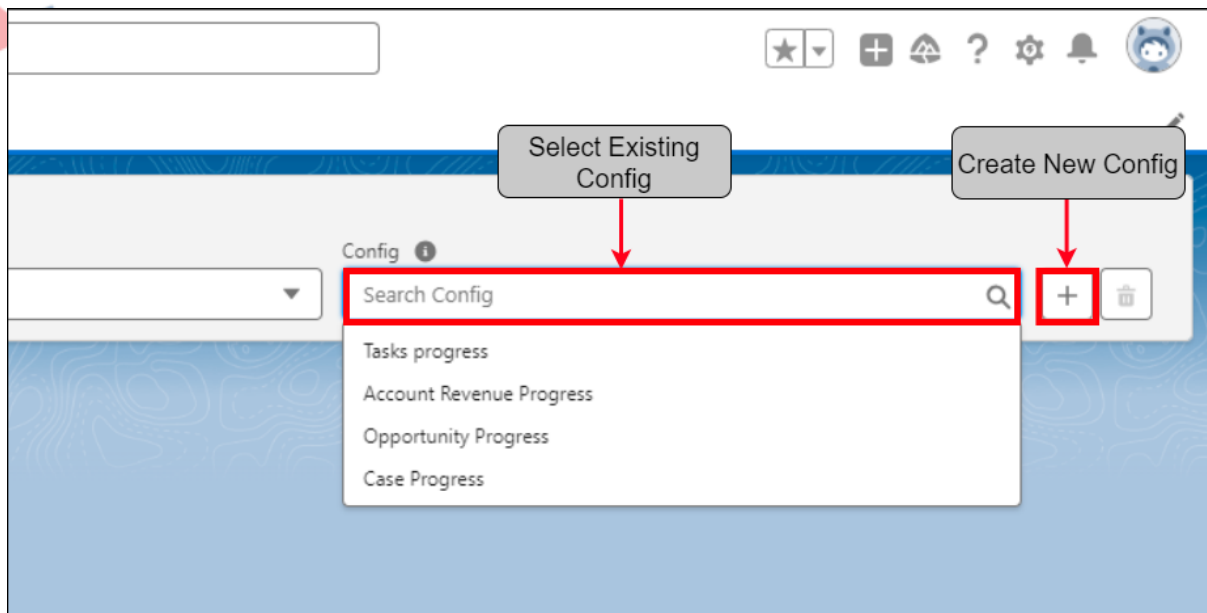 Select Existing
Config
Create New Config
Config
Search Config
Tasks progress
Account Revenue Progress
Opportunity Progress
Case Progress